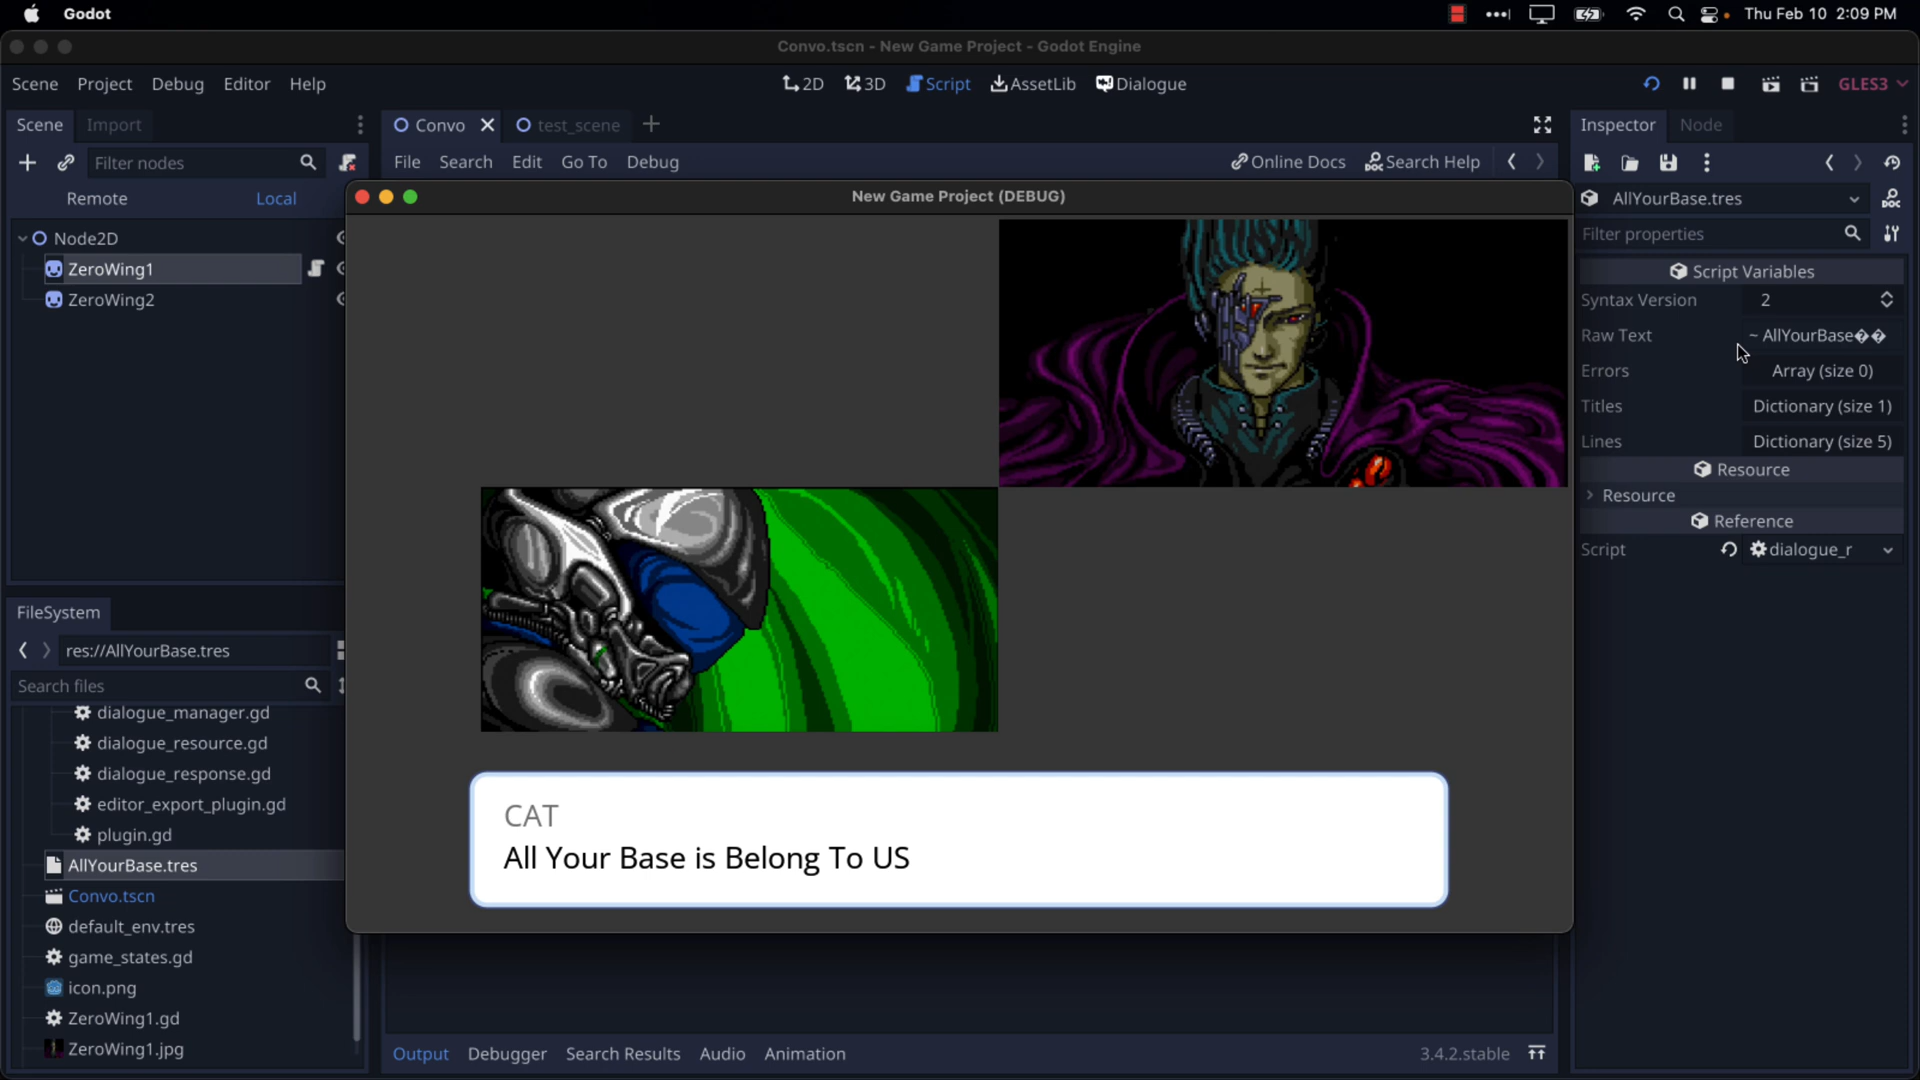 Godot
Thu Feb 10 2:09 PM
Convo.tscn - New Game Project - Godot Engine
Scene Project Debug Editor Help
2D 3D Script AssetLib Dialogue
GLES3
Scene Import
Convo test_scene
Inspector Node
Filter nodes
File Search Edit Go To Debug
Online Docs Search Help
Remote Local
New Game Project (DEBUG)
AllYourBase.tres
Filter properties
Node2D
ZeroWing1
ZeroWing2
Script Variables
Syntax Version 2
Raw Text ~ AllYourBase��
Errors Array (size 0)
Titles Dictionary (size 1)
Lines Dictionary (size 5)
Resource
Resource
Reference
Script dialogue_r
FileSystem
res://AllYourBase.tres
Search files
dialogue_manager.gd
dialogue_resource.gd
dialogue_response.gd
editor_export_plugin.gd
plugin.gd
AllYourBase.tres
Convo.tscn
default_env.tres
game_states.gd
icon.png
ZeroWing1.gd
ZeroWing1.jpg
CAT
All Your Base is Belong To US
Output Debugger Search Results Audio Animation
3.4.2.stable